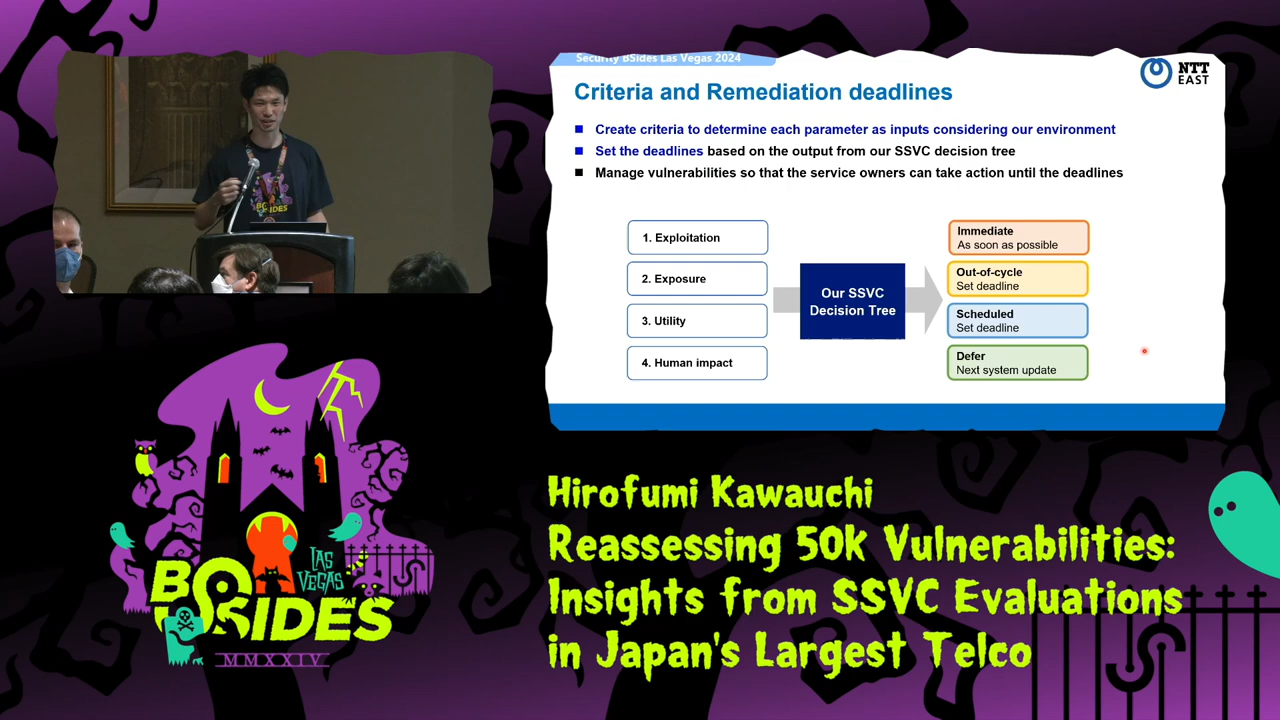 Security BSides Las Vegas 2024
NTT
EAST
Criteria and Remediation deadlines
Create criteria to determine each parameter as inputs considering our environment
Set the deadlines based on the output from our SSVC decision tree
Manage vulnerabilities so that the service owners can take action until the deadlines
1. Exploitation
2. Exposure
3. Utility
4. Human impact
Our SSVC
Decision Tree
Immediate
As soon as possible
Out-of-cycle
Set deadline
Scheduled
Set deadline
Defer
Next system update
BSIDES
LAS
VEGAS
BSIDES
MMXXIV
Hirofumi Kawauchi
Reassessing 50k Vulnerabilities:
Insights from SSVC Evaluations
in Japan's Largest Telco